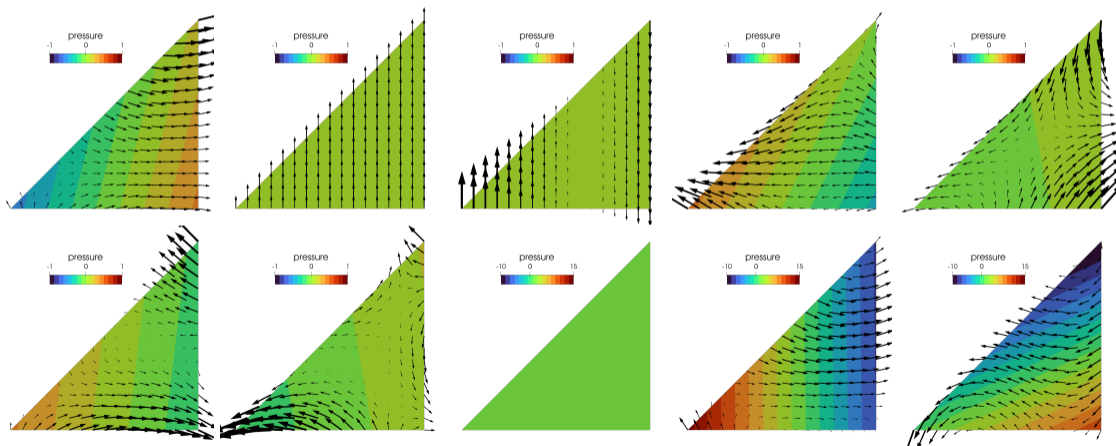 pressure pressure pressure pressure pressure
-1 0 1 -1 0 1 -1 0 1 -1 0 1 -1 0 1
pressure pressure pressure pressure pressure
-1 0 1 -1 0 1 -10 0 15 -10 0 15 -10 0 15